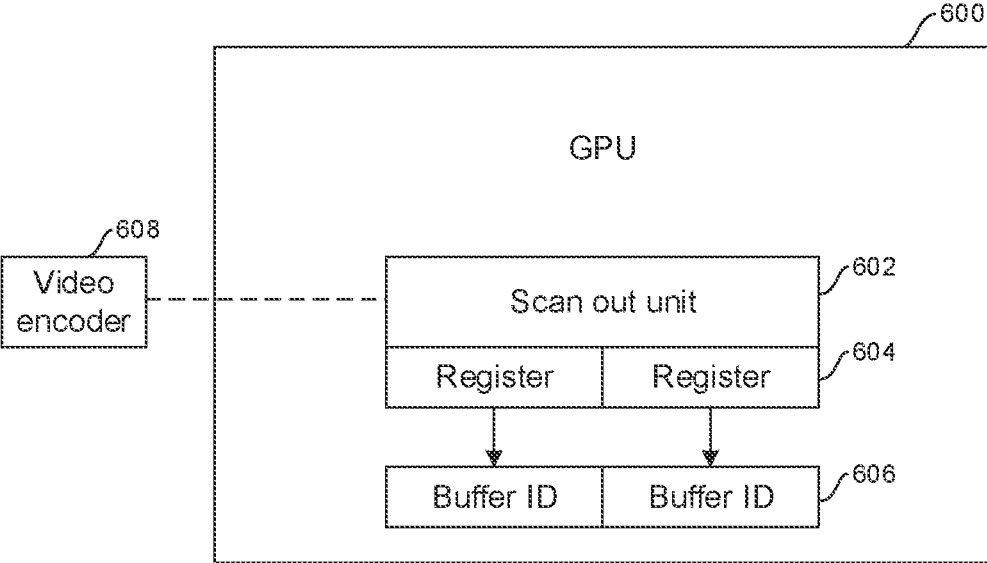 600
GPU
608
Video
encoder
602
Scan out unit
604
Register Register
606
Buffer ID Buffer ID